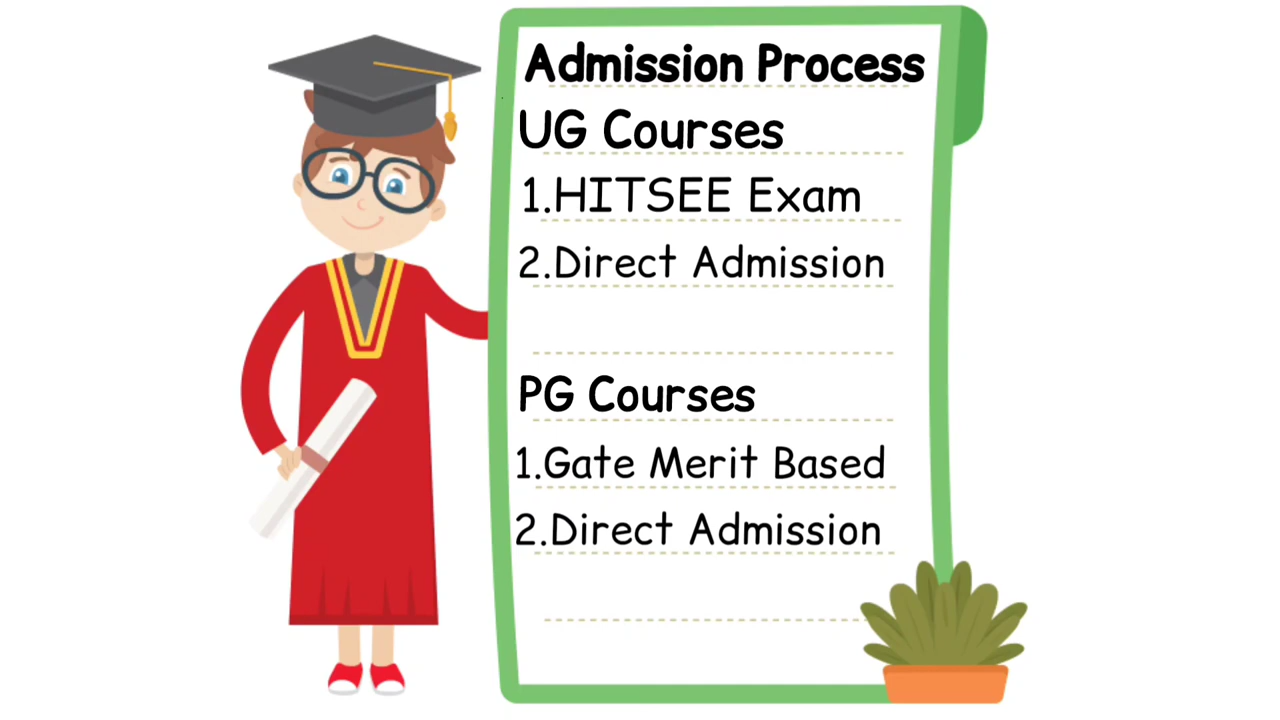 Admission Process
UG Courses
1.HITSEE Exam
2.Direct Admission
PG Courses
1.Gate Merit Based
2.Direct Admission